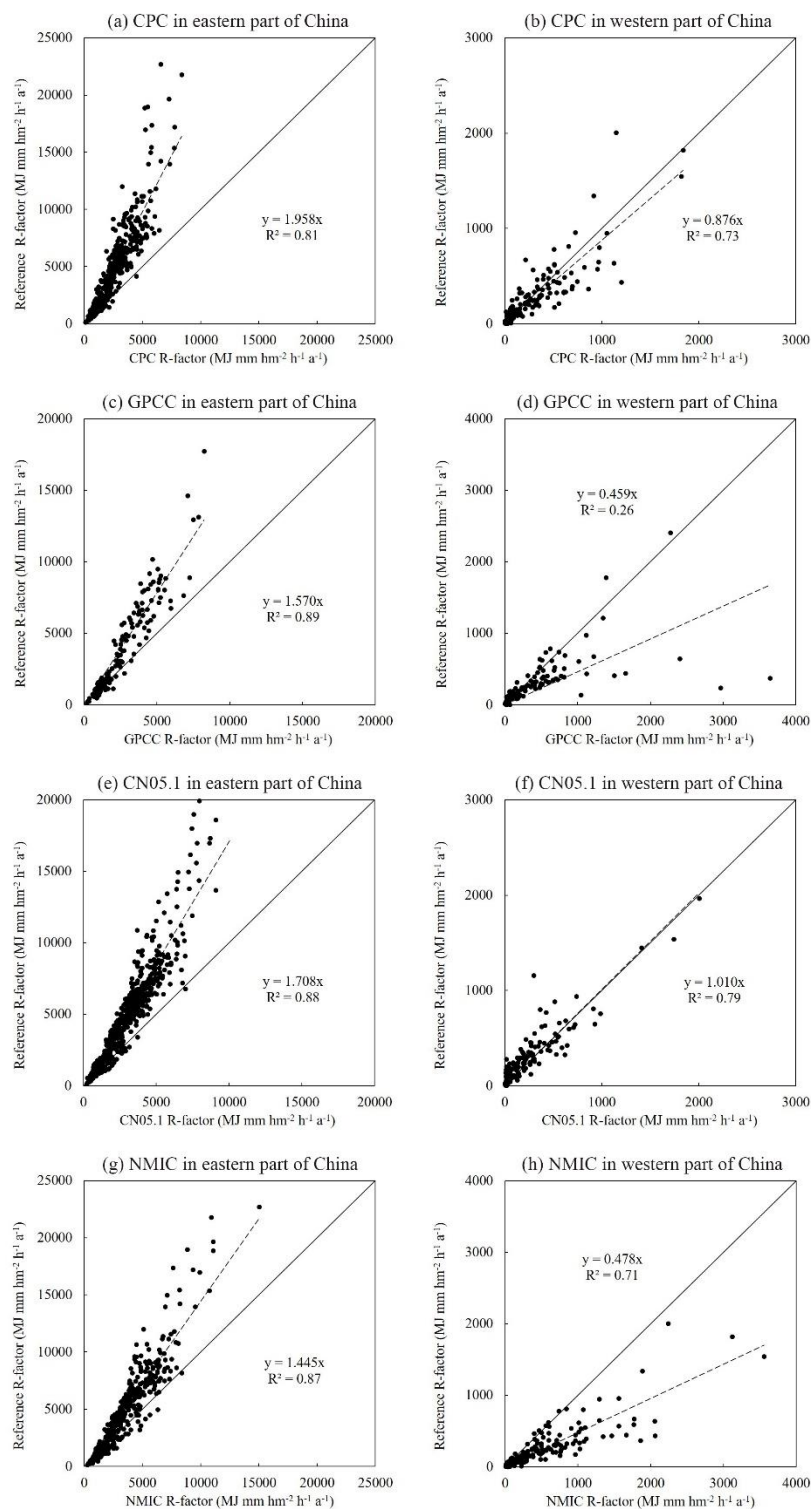 (a) CPC in eastern part of China
Reference R-factor (MJ mm hm⁻² h⁻¹ a⁻¹)
25000
20000
15000
10000
5000
0
y = 1.958x
R² = 0.81
0 5000 10000 15000 20000 25000
CPC R-factor (MJ mm hm⁻² h⁻¹ a⁻¹)
(b) CPC in western part of China
Reference R-factor (MJ mm hm⁻² h⁻¹ a⁻¹)
3000
2000
1000
0
y = 0.876x
R² = 0.73
0 1000 2000 3000
CPC R-factor (MJ mm hm⁻² h⁻¹ a⁻¹)
(c) GPCC in eastern part of China
Reference R-factor (MJ mm hm⁻² h⁻¹ a⁻¹)
20000
15000
10000
5000
0
y = 1.570x
R² = 0.89
0 5000 10000 15000 20000
GPCC R-factor (MJ mm hm⁻² h⁻¹ a⁻¹)
(d) GPCC in western part of China
Reference R-factor (MJ mm hm⁻² h⁻¹ a⁻¹)
4000
3000
2000
1000
0
y = 0.459x
R² = 0.26
0 1000 2000 3000 4000
GPCC R-factor (MJ mm hm⁻² h⁻¹ a⁻¹)
(e) CN05.1 in eastern part of China
Reference R-factor (MJ mm hm⁻² h⁻¹ a⁻¹)
20000
15000
10000
5000
0
y = 1.708x
R² = 0.88
0 5000 10000 15000 20000
CN05.1 R-factor (MJ mm hm⁻² h⁻¹ a⁻¹)
(f) CN05.1 in western part of China
Reference R-factor (MJ mm hm⁻² h⁻¹ a⁻¹)
3000
2000
1000
0
y = 1.010x
R² = 0.79
0 1000 2000 3000
CN05.1 R-factor (MJ mm hm⁻² h⁻¹ a⁻¹)
(g) NMIC in eastern part of China
Reference R-factor (MJ mm hm⁻² h⁻¹ a⁻¹)
25000
20000
15000
10000
5000
0
y = 1.445x
R² = 0.87
0 5000 10000 15000 20000 25000
NMIC R-factor (MJ mm hm⁻² h⁻¹ a⁻¹)
(h) NMIC in western part of China
Reference R-factor (MJ mm hm⁻² h⁻¹ a⁻¹)
4000
3000
2000
1000
0
y = 0.478x
R² = 0.71
0 1000 2000 3000 4000
NMIC R-factor (MJ mm hm⁻² h⁻¹ a⁻¹)